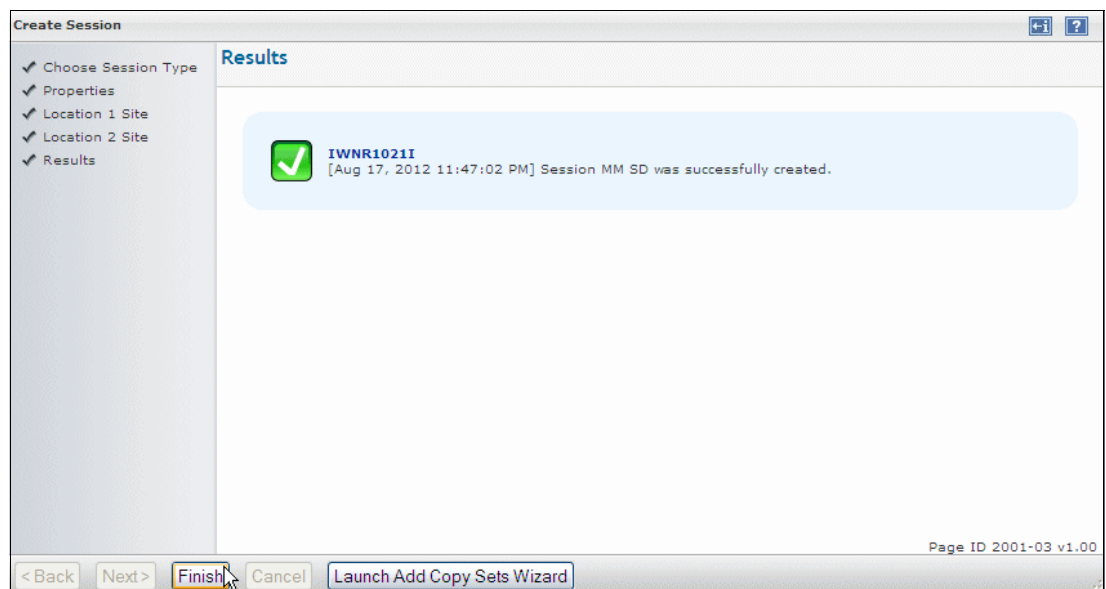 Create Session
Choose Session Type
Properties
Location 1 Site
Location 2 Site
Results
Results
IWNR1021I
[Aug 17, 2012 11:47:02 PM] Session MM SD was successfully created.
Page ID 2001-03 v1.00
< Back Next > Finish Cancel Launch Add Copy Sets Wizard